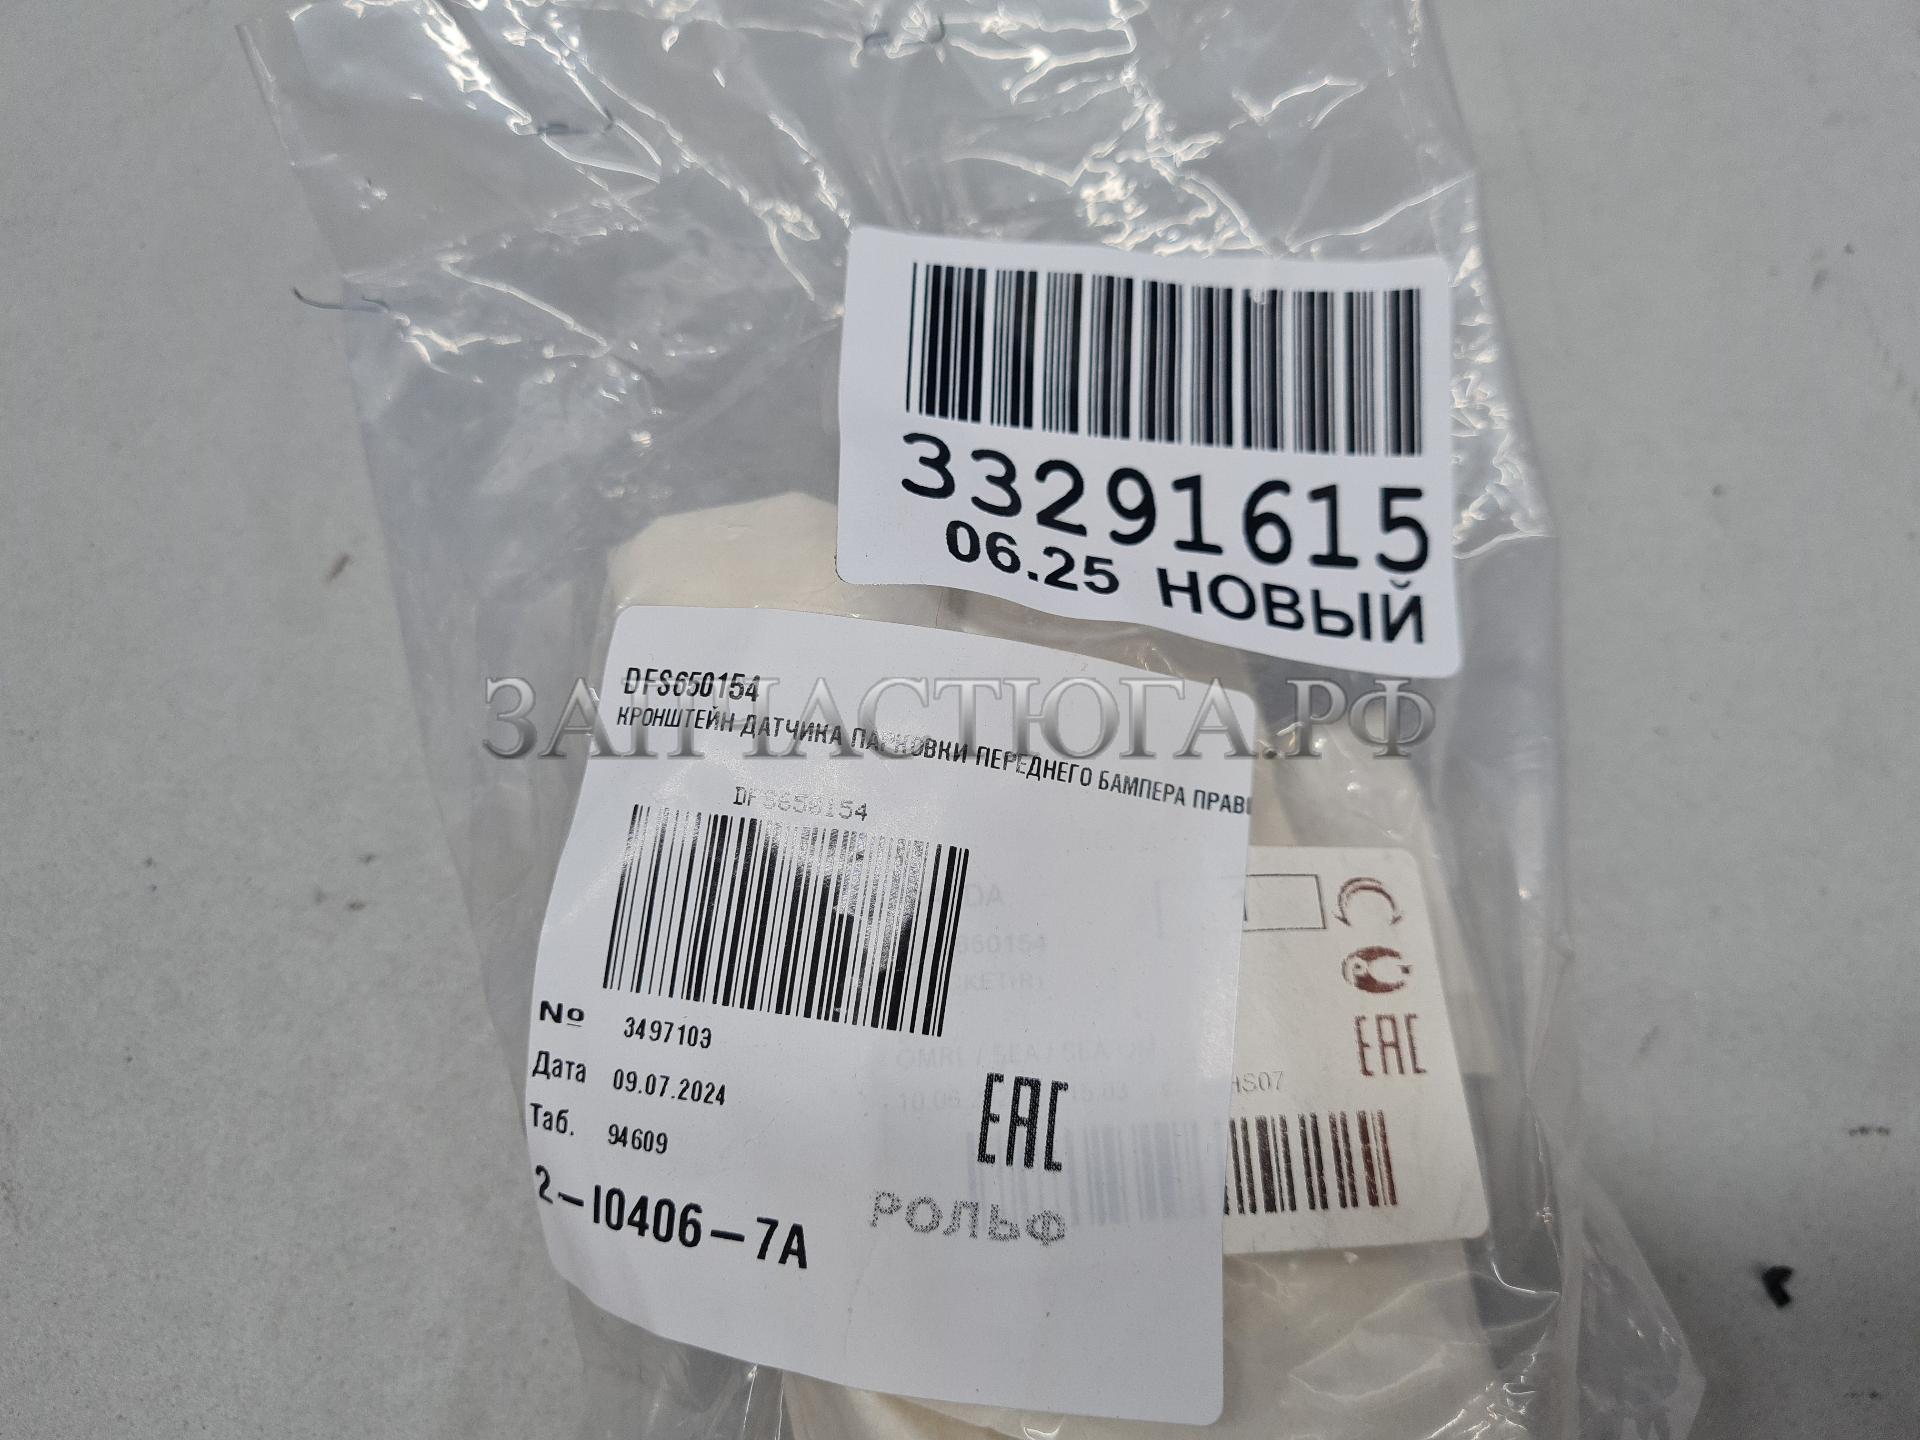 33291615
06.25 НОВЫЙ
DFS650154
КРОНШТЕЙН ДАТЧИКА ПАРКОВКИ ПЕРЕДНЕГО БАМПЕРА ПРАВ
ЗАПЧАСТЮГА.РФ
DFS650154
№ 3497103
Дата 09.07.2024
Таб. 94609
2-10406-7A
EAC
РОЛЬФ
EAC
HS07